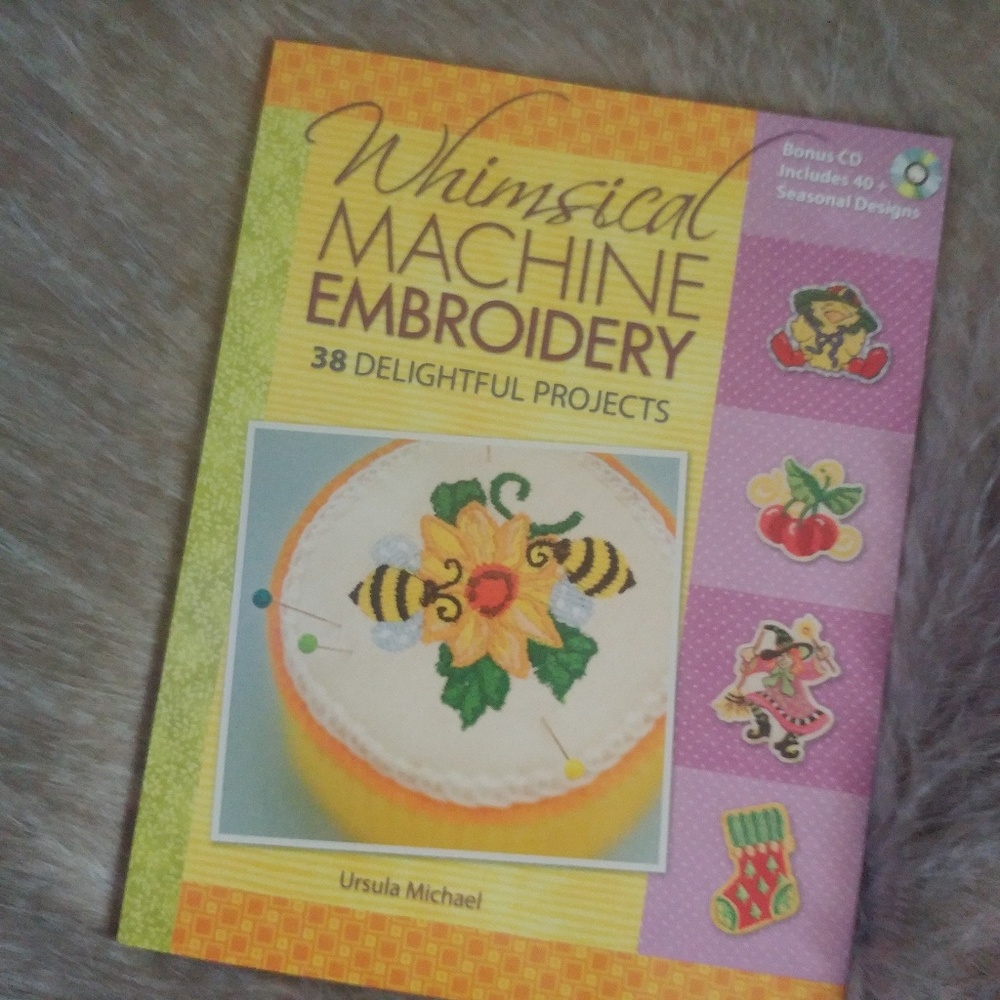 Whimsical
MACHINE
EMBROIDERY
38 DELIGHTFUL PROJECTS
Bonus CD
Includes 40 +
Seasonal Designs
Ursula Michael